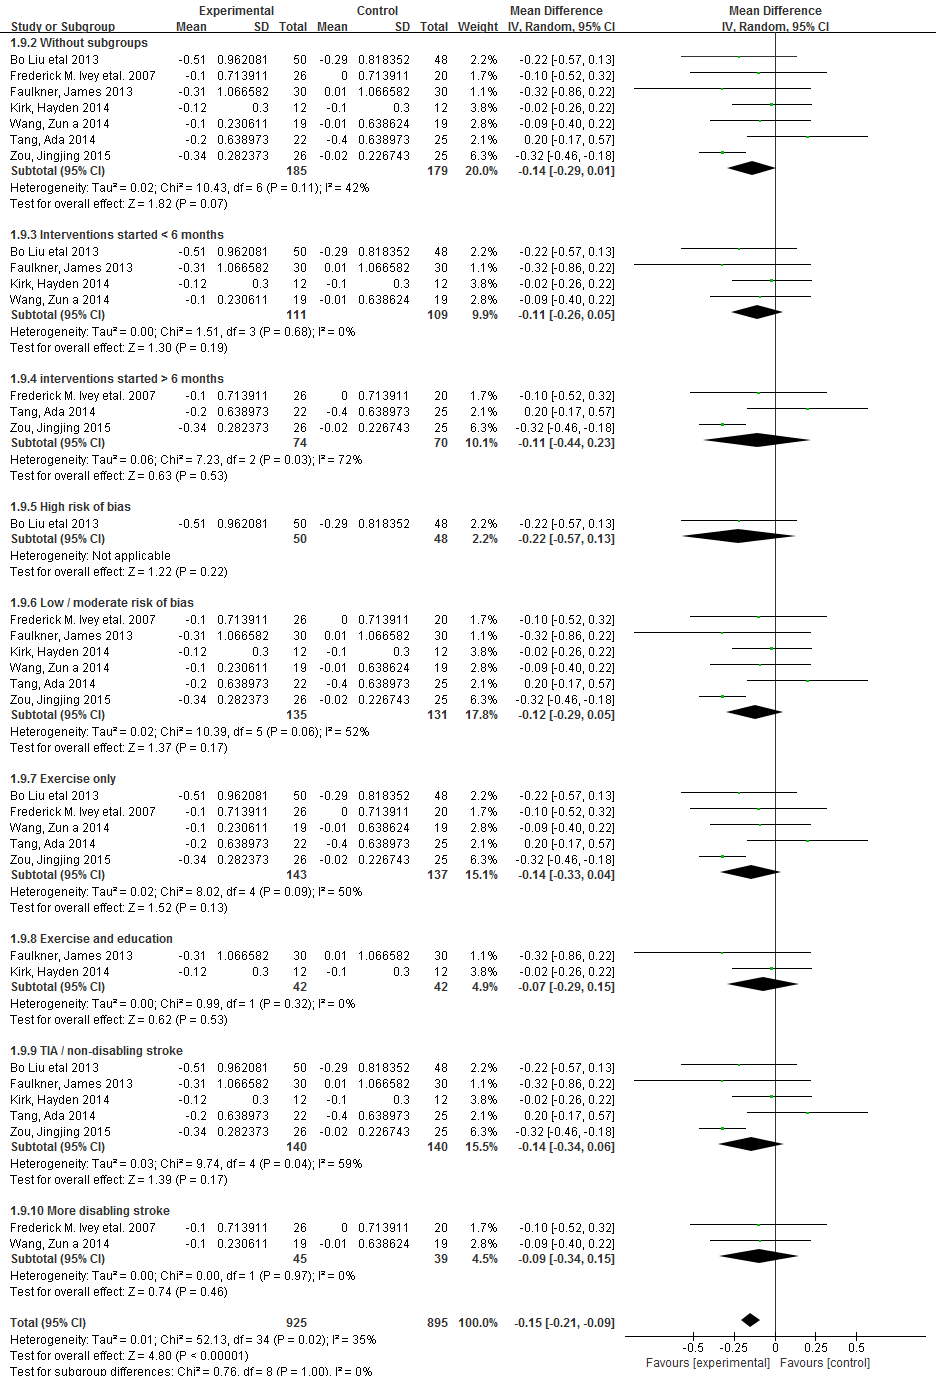 Experimental Control Mean Difference Mean Difference
Study or Subgroup Mean SD Total Mean SD Total Weight IV, Random, 95% CI IV, Random, 95% CI
1.9.2 Without subgroups
Bo Liu etal 2013 -0.51 0.962081 50 -0.29 0.818352 48 2.2% -0.22 [-0.57, 0.13]
Frederick M. Ivey etal. 2007 -0.1 0.713911 26 0 0.713911 20 1.7% -0.10 [-0.52, 0.32]
Faulkner, James 2013 -0.31 1.066582 30 0.01 1.066582 30 1.1% -0.32 [-0.86, 0.22]
Kirk, Hayden 2014 -0.12 0.3 12 -0.1 0.3 12 3.8% -0.02 [-0.26, 0.22]
Wang, Zun a 2014 -0.1 0.230611 19 -0.01 0.638624 19 2.8% -0.09 [-0.40, 0.22]
Tang, Ada 2014 -0.2 0.638973 22 -0.4 0.638973 25 2.1% 0.20 [-0.17, 0.57]
Zou, Jingjing 2015 -0.34 0.282373 26 -0.02 0.226743 25 6.3% -0.32 [-0.46, -0.18]
Subtotal (95% CI) 185 179 20.0% -0.14 [-0.29, 0.01]
Heterogeneity: Tau² = 0.02; Chi² = 10.43, df = 6 (P = 0.11); I² = 42%
Test for overall effect: Z = 1.82 (P = 0.07)
1.9.3 Interventions started < 6 months
Bo Liu etal 2013 -0.51 0.962081 50 -0.29 0.818352 48 2.2% -0.22 [-0.57, 0.13]
Faulkner, James 2013 -0.31 1.066582 30 0.01 1.066582 30 1.1% -0.32 [-0.86, 0.22]
Kirk, Hayden 2014 -0.12 0.3 12 -0.1 0.3 12 3.8% -0.02 [-0.26, 0.22]
Wang, Zun a 2014 -0.1 0.230611 19 -0.01 0.638624 19 2.8% -0.09 [-0.40, 0.22]
Subtotal (95% CI) 111 109 9.9% -0.11 [-0.26, 0.05]
Heterogeneity: Tau² = 0.00; Chi² = 1.51, df = 3 (P = 0.68); I² = 0%
Test for overall effect: Z = 1.30 (P = 0.19)
1.9.4 interventions started > 6 months
Frederick M. Ivey etal. 2007 -0.1 0.713911 26 0 0.713911 20 1.7% -0.10 [-0.52, 0.32]
Tang, Ada 2014 -0.2 0.638973 22 -0.4 0.638973 25 2.1% 0.20 [-0.17, 0.57]
Zou, Jingjing 2015 -0.34 0.282373 26 -0.02 0.226743 25 6.3% -0.32 [-0.46, -0.18]
Subtotal (95% CI) 74 70 10.1% -0.11 [-0.44, 0.23]
Heterogeneity: Tau² = 0.06; Chi² = 7.23, df = 2 (P = 0.03); I² = 72%
Test for overall effect: Z = 0.63 (P = 0.53)
1.9.5 High risk of bias
Bo Liu etal 2013 -0.51 0.962081 50 -0.29 0.818352 48 2.2% -0.22 [-0.57, 0.13]
Subtotal (95% CI) 50 48 2.2% -0.22 [-0.57, 0.13]
Heterogeneity: Not applicable
Test for overall effect: Z = 1.22 (P = 0.22)
1.9.6 Low / moderate risk of bias
Frederick M. Ivey etal. 2007 -0.1 0.713911 26 0 0.713911 20 1.7% -0.10 [-0.52, 0.32]
Faulkner, James 2013 -0.31 1.066582 30 0.01 1.066582 30 1.1% -0.32 [-0.86, 0.22]
Kirk, Hayden 2014 -0.12 0.3 12 -0.1 0.3 12 3.8% -0.02 [-0.26, 0.22]
Wang, Zun a 2014 -0.1 0.230611 19 -0.01 0.638624 19 2.8% -0.09 [-0.40, 0.22]
Tang, Ada 2014 -0.2 0.638973 22 -0.4 0.638973 25 2.1% 0.20 [-0.17, 0.57]
Zou, Jingjing 2015 -0.34 0.282373 26 -0.02 0.226743 25 6.3% -0.32 [-0.46, -0.18]
Subtotal (95% CI) 135 131 17.8% -0.12 [-0.29, 0.05]
Heterogeneity: Tau² = 0.02; Chi² = 10.39, df = 5 (P = 0.06); I² = 52%
Test for overall effect: Z = 1.37 (P = 0.17)
1.9.7 Exercise only
Bo Liu etal 2013 -0.51 0.962081 50 -0.29 0.818352 48 2.2% -0.22 [-0.57, 0.13]
Frederick M. Ivey etal. 2007 -0.1 0.713911 26 0 0.713911 20 1.7% -0.10 [-0.52, 0.32]
Wang, Zun a 2014 -0.1 0.230611 19 -0.01 0.638624 19 2.8% -0.09 [-0.40, 0.22]
Tang, Ada 2014 -0.2 0.638973 22 -0.4 0.638973 25 2.1% 0.20 [-0.17, 0.57]
Zou, Jingjing 2015 -0.34 0.282373 26 -0.02 0.226743 25 6.3% -0.32 [-0.46, -0.18]
Subtotal (95% CI) 143 137 15.1% -0.14 [-0.33, 0.04]
Heterogeneity: Tau² = 0.02; Chi² = 8.02, df = 4 (P = 0.09); I² = 50%
Test for overall effect: Z = 1.52 (P = 0.13)
1.9.8 Exercise and education
Faulkner, James 2013 -0.31 1.066582 30 0.01 1.066582 30 1.1% -0.32 [-0.86, 0.22]
Kirk, Hayden 2014 -0.12 0.3 12 -0.1 0.3 12 3.8% -0.02 [-0.26, 0.22]
Subtotal (95% CI) 42 42 4.9% -0.07 [-0.29, 0.15]
Heterogeneity: Tau² = 0.00; Chi² = 0.99, df = 1 (P = 0.32); I² = 0%
Test for overall effect: Z = 0.62 (P = 0.53)
1.9.9 TIA / non-disabling stroke
Bo Liu etal 2013 -0.51 0.962081 50 -0.29 0.818352 48 2.2% -0.22 [-0.57, 0.13]
Faulkner, James 2013 -0.31 1.066582 30 0.01 1.066582 30 1.1% -0.32 [-0.86, 0.22]
Kirk, Hayden 2014 -0.12 0.3 12 -0.1 0.3 12 3.8% -0.02 [-0.26, 0.22]
Tang, Ada 2014 -0.2 0.638973 22 -0.4 0.638973 25 2.1% 0.20 [-0.17, 0.57]
Zou, Jingjing 2015 -0.34 0.282373 26 -0.02 0.226743 25 6.3% -0.32 [-0.46, -0.18]
Subtotal (95% CI) 140 140 15.5% -0.14 [-0.34, 0.06]
Heterogeneity: Tau² = 0.03; Chi² = 9.74, df = 4 (P = 0.04); I² = 59%
Test for overall effect: Z = 1.39 (P = 0.17)
1.9.10 More disabling stroke
Frederick M. Ivey etal. 2007 -0.1 0.713911 26 0 0.713911 20 1.7% -0.10 [-0.52, 0.32]
Wang, Zun a 2014 -0.1 0.230611 19 -0.01 0.638624 19 2.8% -0.09 [-0.40, 0.22]
Subtotal (95% CI) 45 39 4.5% -0.09 [-0.34, 0.15]
Heterogeneity: Tau² = 0.00; Chi² = 0.00, df = 1 (P = 0.97); I² = 0%
Test for overall effect: Z = 0.74 (P = 0.46)
Total (95% CI) 925 895 100.0% -0.15 [-0.21, -0.09]
Heterogeneity: Tau² = 0.01; Chi² = 52.13, df = 34 (P = 0.02); I² = 35%
Test for overall effect: Z = 4.80 (P < 0.00001)
Test for subgroup differences: Chi² = 0.76, df = 8 (P = 1.00), I² = 0%
-0.5 -0.25 0 0.25 0.5
Favours [experimental] Favours [control]